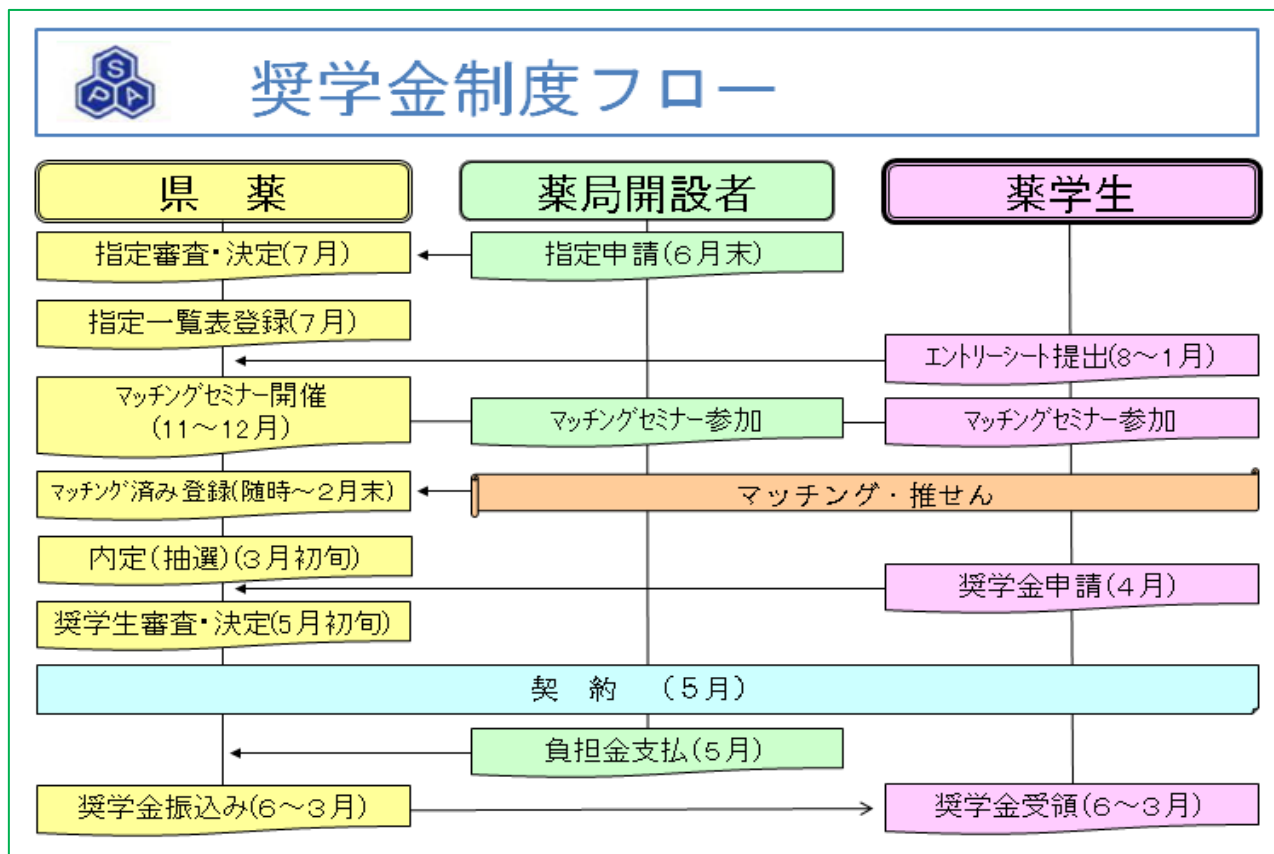 S
P A
奨学金制度フロー
県　薬
薬局開設者
薬学生
指定審査・決定(7月)
指定申請(6月末)
指定一覧表登録(7月)
エントリーシート提出(8～1月)
マッチングセミナー開催
(11～12月)
マッチングセミナー参加
マッチングセミナー参加
マッチング済み登録(随時～2月末)
マッチング・推せん
内定(抽選)(3月初旬)
奨学金申請(4月)
奨学生審査・決定(5月初旬)
契　約　(5月)
負担金支払(5月)
奨学金振込み(6～3月)
奨学金受領(6～3月)